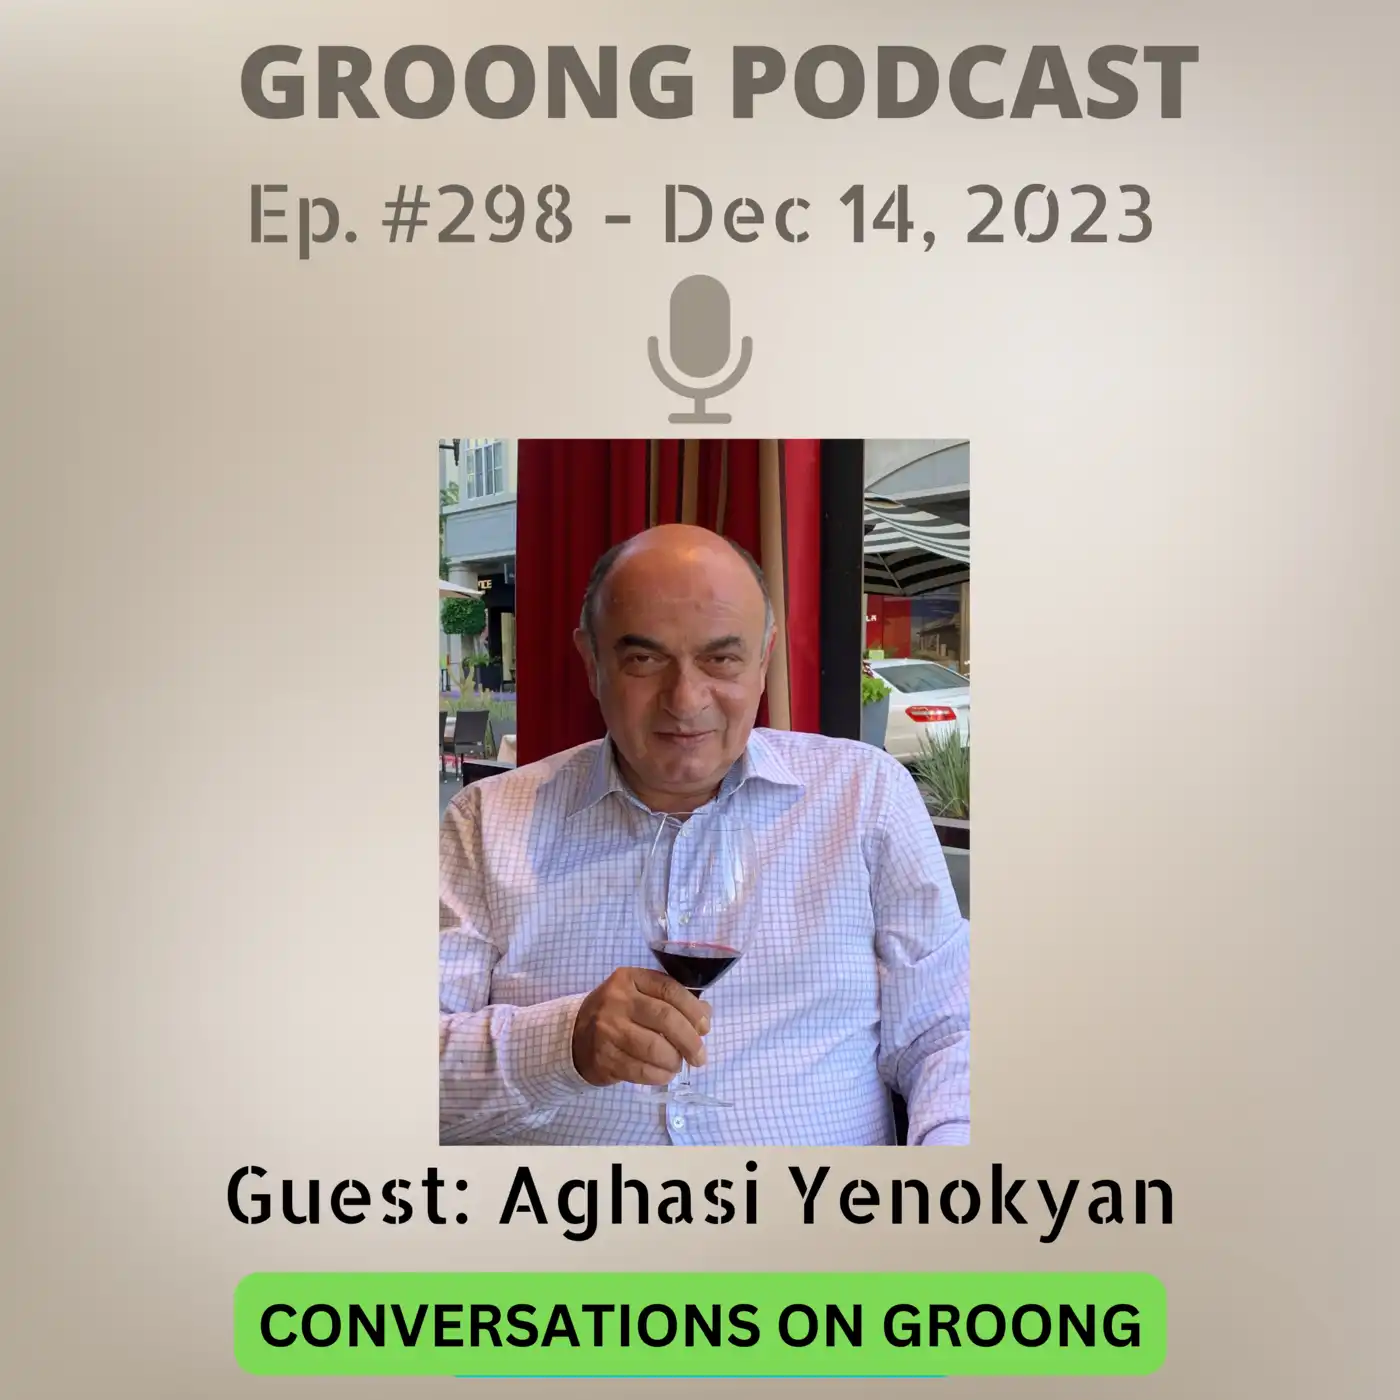 GROONG PODCAST
Ep. #298 - Dec 14, 2023
Guest: Aghasi Yenokyan
CONVERSATIONS ON GROONG